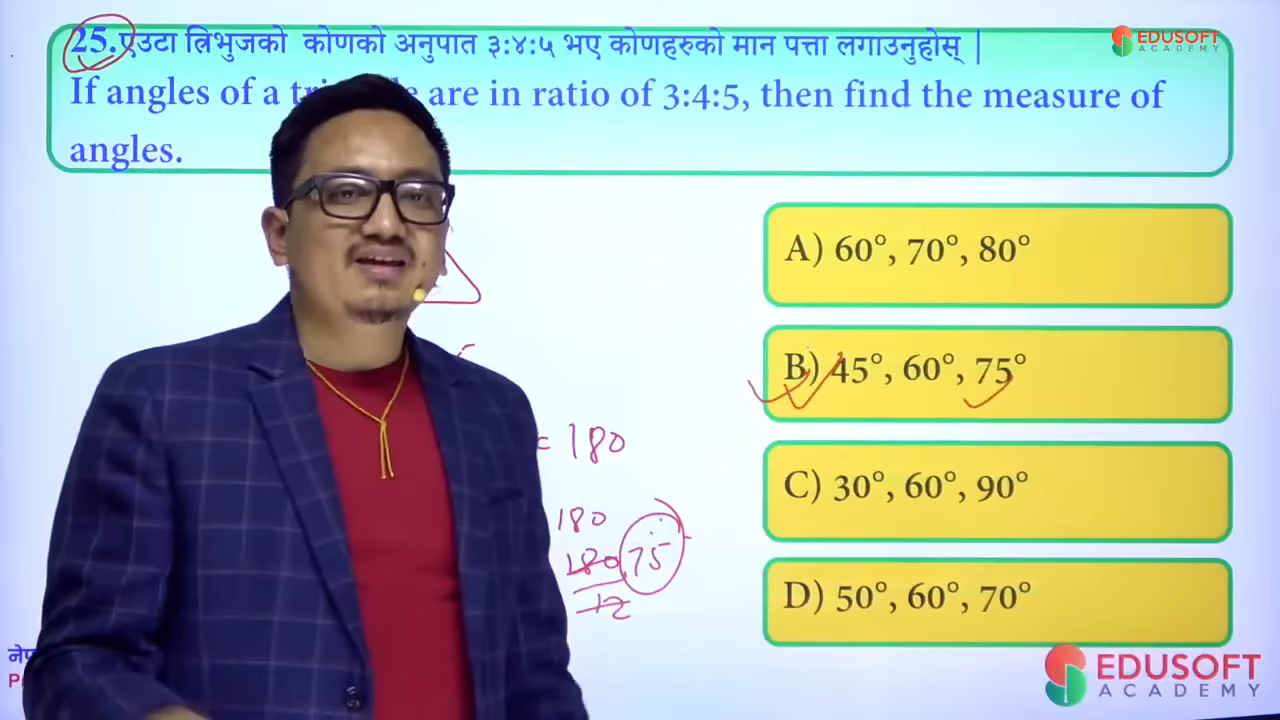 25.एउटा त्रिभुजको कोणको अनुपात ३:४:५ भए कोणहरुको मान पत्ता लगाउनुहोस् |
If angles of a are in ratio of 3:4:5, then find the measure of
angles.
EDUSOFT
ACADEMY
A) 60°, 70°, 80°
B) 45°, 60°, 75°
C) 30°, 60°, 90°
D) 50°, 60°, 70°
= 180
180
180 75
12
EDUSOFT
ACADEMY